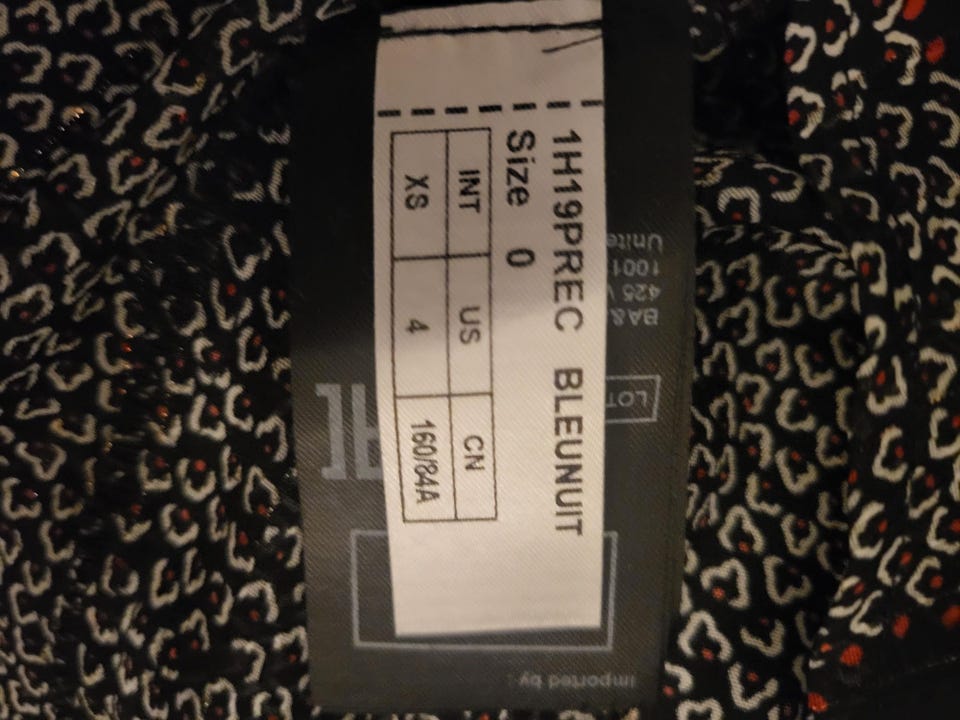 1H19PREC BLEUNUIT
Size 0
INT US CN
XS 4 160/84A
BA&
425
1001
Unite
LOT
Imported by: